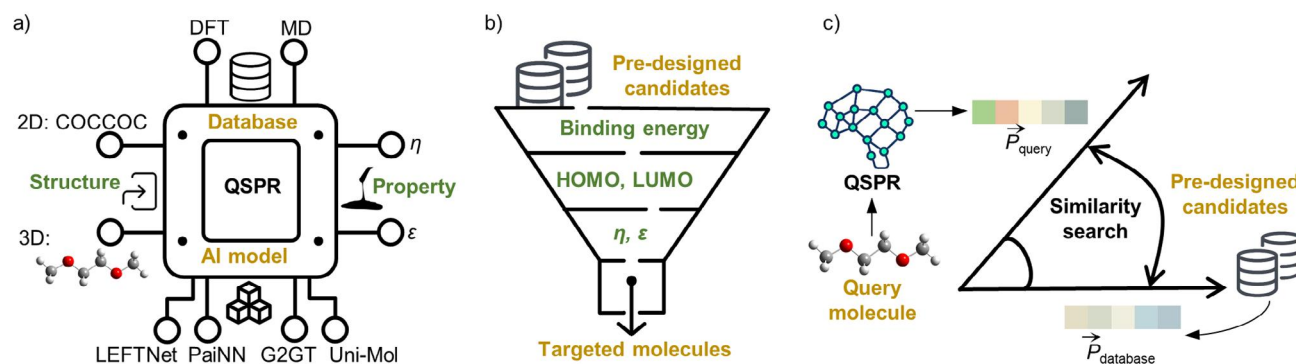 a)
DFT
MD
2D: COCCOC
Database
η
Structure
QSPR
Property
3D:
AI model
ε
LEFTNet
PaiNN
G2GT
Uni-Mol
b)
Pre-designed
candidates
Binding energy
HOMO, LUMO
η, ε
Targeted molecules
c)
QSPR
P⃗query
Query
molecule
Similarity
search
Pre-designed
candidates
P⃗database